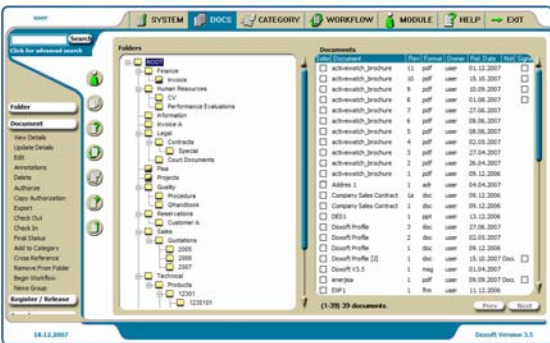 user
SYSTEM DOCS CATEGORY WORKFLOW MODULE HELP EXIT
Search
Click for advanced search
Folder
Document
View Details
Update Details
Edit
Annotations
Delete
Authorize
Copy Authorization
Export
Check Out
Check In
Final Status
Add to Category
Cross Reference
Remove From Folder
Begin Workflow
News Group
Register / Release
Folders
ROOT
Finance
Invoice
Human Resources
CV
Performance Evaluations
Information
Invoice A
Legal
Contracts
Special
Court Documents
Pisa
Projects
Quality
Procedura
QHandbook
Reservations
Customer A
Sales
Quotations
2005
2006
2007
Technical
Products
12301
1235101
Documents
Selec Document Rev Format Owner Rel. Date Not Signe
activewatch_brochure 11 pdf user 01.12.2007
activewatch_brochure 10 pdf user 15.10.2007
activewatch_brochure 9 pdf user 10.09.2007
activewatch_brochure 8 pdf user 01.08.2007
activewatch_brochure 7 pdf user 27.06.2007
activewatch_brochure 6 pdf user 08.06.2007
activewatch_brochure 5 pdf user 08.06.2007
activewatch_brochure 4 pdf user 02.05.2007
activewatch_brochure 3 pdf user 27.04.2007
activewatch_brochure 2 pdf user 26.04.2007
activewatch_brochure 1 pdf user 09.12.2006
Addres 1 1 adr user 04.04.2007
Company Sales Contract 1a doc user 09.12.2006
Company Sales Contract 1 doc user 09.12.2006
DES1 1 ppt user 13.12.2006
Doxoft Profile 3 doc user 27.06.2007
Doxoft Profile 2 doc user 02.05.2007
Doxoft Profile 1 doc user 09.12.2006
Doxoft Profile [2] 1 doc user 15.10.2007 Doc.
Doxoft V3.5 1 msg user 01.04.2007
enerjisa 1 pdf user 09.09.2007 Doc.
EXP1 1 frm user 11.12.2006
(1-39) 39 documents.
Prev Next
18.12.2007
Doxoft Version 3.5